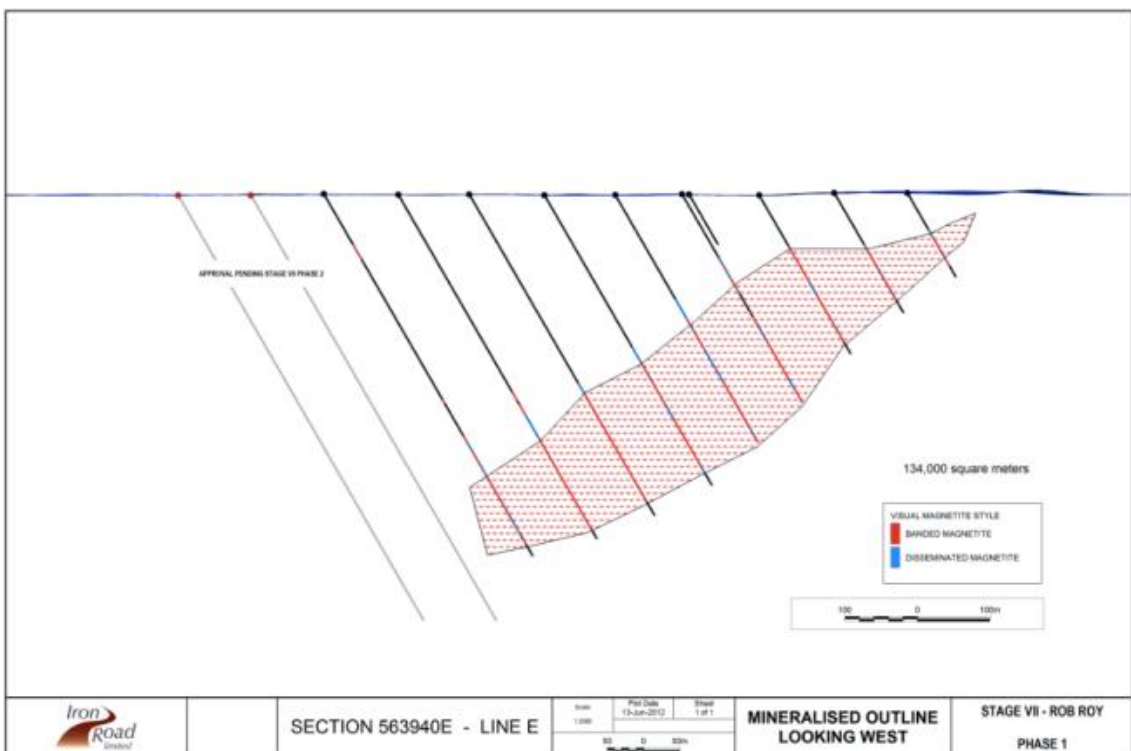 APPROVAL PENDING STAGE VII PHASE 2
134,000 square meters
VISUAL MAGNETITE STYLE
BANDED MAGNETITE
DISSEMINATED MAGNETITE
100 0 100m
Iron
Road
Limited
SECTION 563940E - LINE E
Scale
Plot Date
13-Jun-2012
Sheet
1 of 1
50 0 50m
MINERALISED OUTLINE
LOOKING WEST
STAGE VII - ROB ROY
PHASE 1